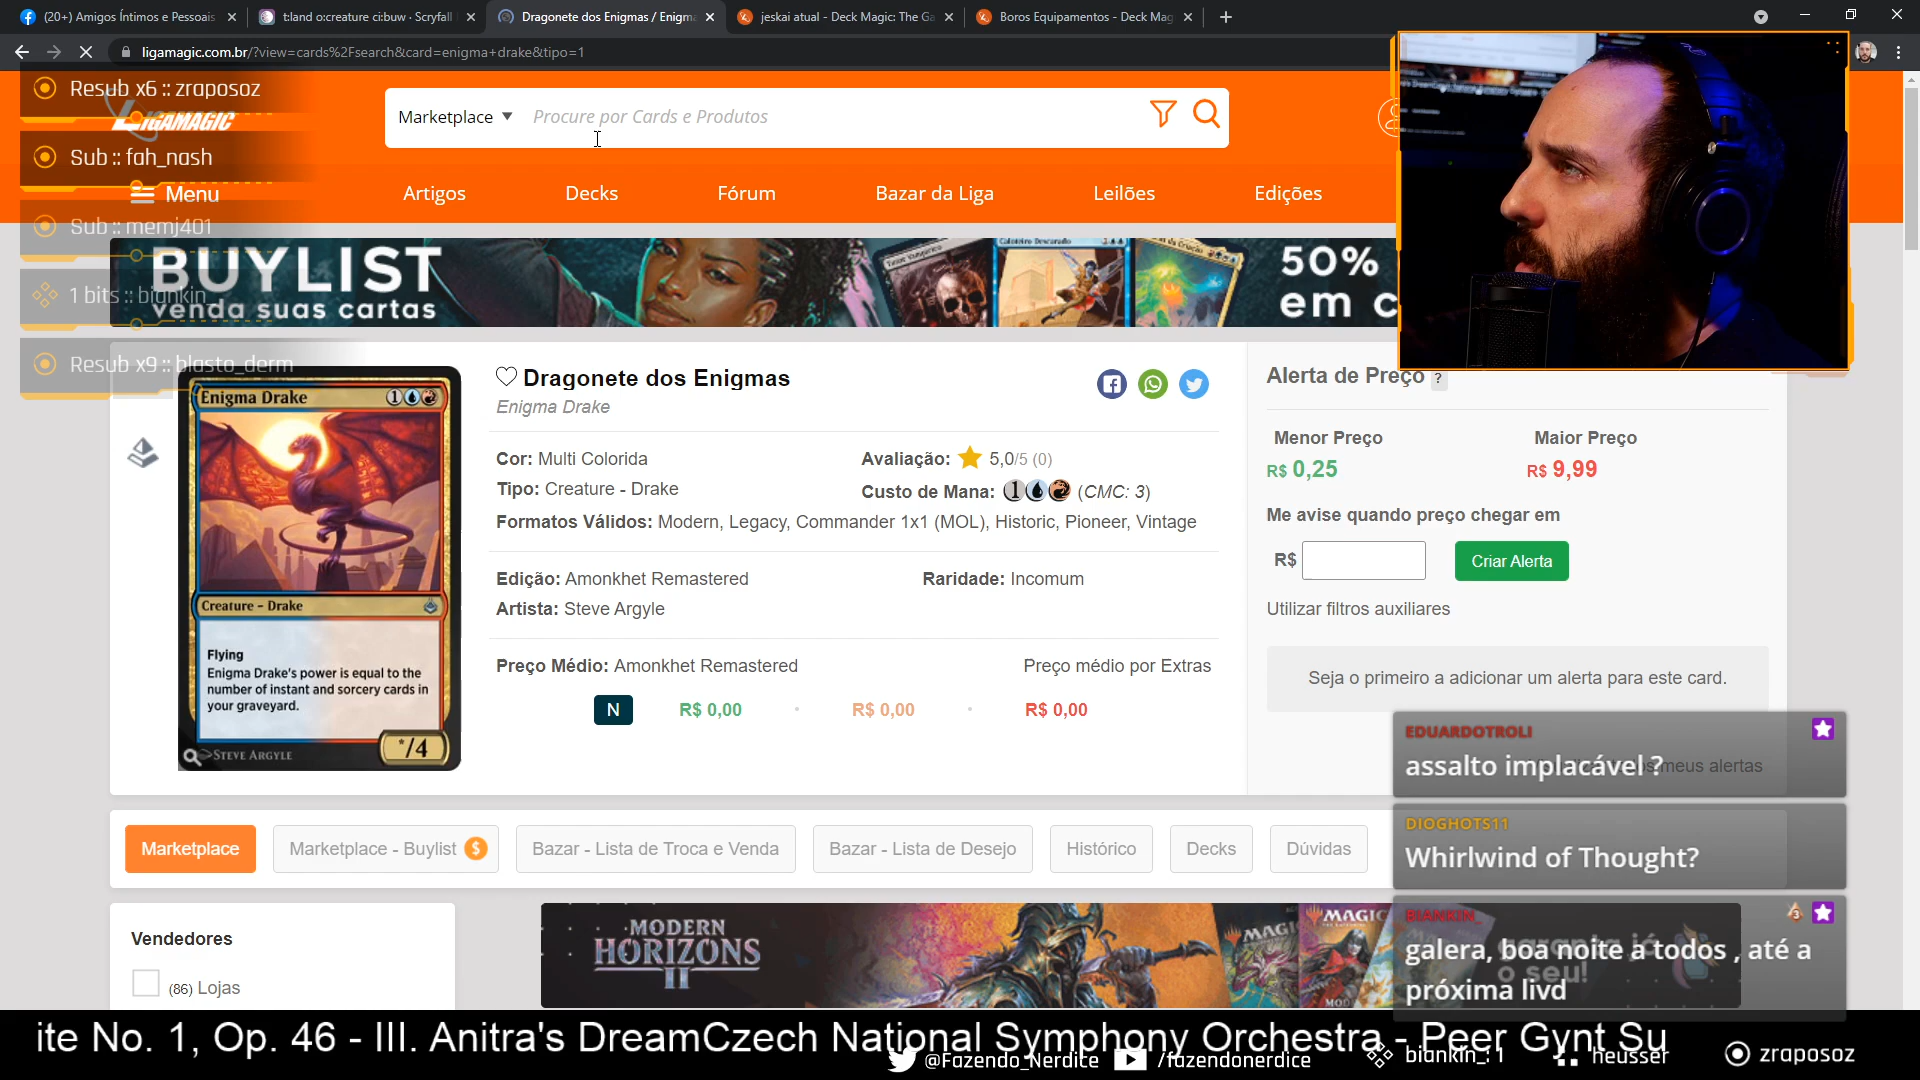 (20+) Amigos Íntimos e Pessoais
t:land o:creature ci:buw · Scryfall
Dragonete dos Enigmas / Enigma
jeskai atual - Deck Magic: The Ga
Boros Equipamentos - Deck Mag
ligamagic.com.br/?view=cards%2Fsearch&card=enigma+drake&tipo=1
Resub x6 :: zraposoz
LIGAMAGIC
Sub :: fah_nash
Menu
Sub :: memj401
1 bits :: biankin_
Resub x9 :: blasto_derm
Marketplace
Procure por Cards e Produtos
Artigos
Decks
Fórum
Bazar da Liga
Leilões
Edições
BUYLIST
venda suas cartas
50%
em c
Enigma Drake
Creature – Drake
Flying
Enigma Drake's power is equal to the
number of instant and sorcery cards in
your graveyard.
*/4
Steve Argyle
Dragonete dos Enigmas
Enigma Drake
Cor: Multi Colorida
Avaliação: 5,0/5 (0)
Tipo: Creature - Drake
Custo de Mana: 1 (CMC: 3)
Formatos Válidos: Modern, Legacy, Commander 1x1 (MOL), Historic, Pioneer, Vintage
Edição: Amonkhet Remastered
Raridade: Incomum
Artista: Steve Argyle
Preço Médio: Amonkhet Remastered
Preço médio por Extras
N
R$ 0,00
R$ 0,00
R$ 0,00
Alerta de Preço ?
Menor Preço
Maior Preço
R$ 0,25
R$ 9,99
Me avise quando preço chegar em
R$
Criar Alerta
Utilizar filtros auxiliares
Seja o primeiro a adicionar um alerta para este card.
meus alertas
EDUARDOTROLI
assalto implacável ?
DIOGHOTS11
Whirlwind of Thought?
BIANKIN_
galera, boa noite a todos , até a
próxima livd
Marketplace
Marketplace - Buylist $
Bazar - Lista de Troca e Venda
Bazar - Lista de Desejo
Histórico
Decks
Dúvidas
Vendedores
(86) Lojas
MODERN
HORIZONS
II
MAGIC
garanta já
o seu!
ite No. 1, Op. 46 - III. Anitra's DreamCzech National Symphony Orchestra - Peer Gynt Su
@Fazendo_Nerdice
/fazendonerdice
heusser
zraposoz